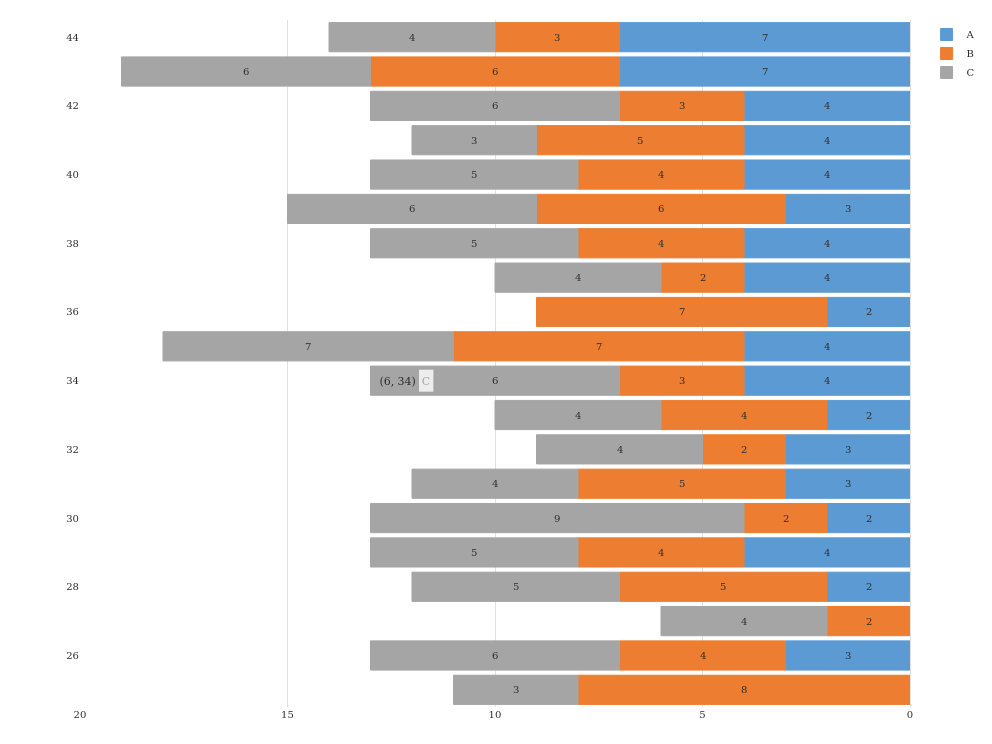 44 4 3 7 A
6 6 7 B
42 6 3 4 C
3 5 4
40 5 4 4
6 6 3
38 5 4 4
4 2 4
36 7 2
7 7 4
34 (6, 34) C 6 3 4
4 4 2
32 4 2 3
4 5 3
30 9 2 2
5 4 4
28 5 5 2
4 2
26 6 4 3
3 8
20 15 10 5 0